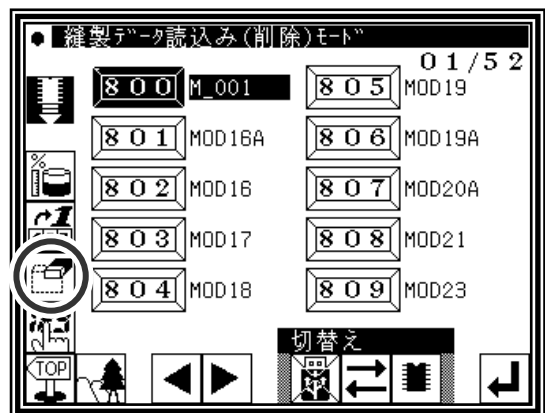 ● 縫製データ読込み(削除)モード
01/52
800 M_001
805 MOD19
801 MOD16A
806 MOD19A
802 MOD16
807 MOD20A
803 MOD17
808 MOD21
804 MOD18
809 MOD23
%
切替え
TOP